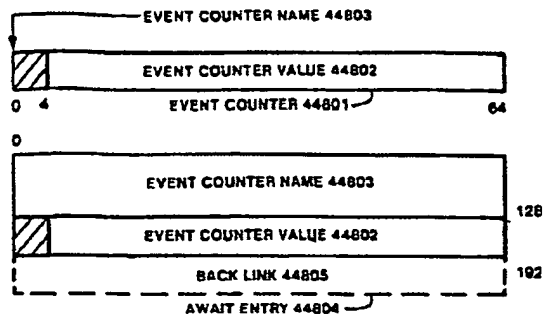 EVENT COUNTER NAME 44803
EVENT COUNTER VALUE 44802
0 4 EVENT COUNTER 44801 64
0
EVENT COUNTER NAME 44803
128
EVENT COUNTER VALUE 44802
BACK LINK 44805 192
AWAIT ENTRY 44804